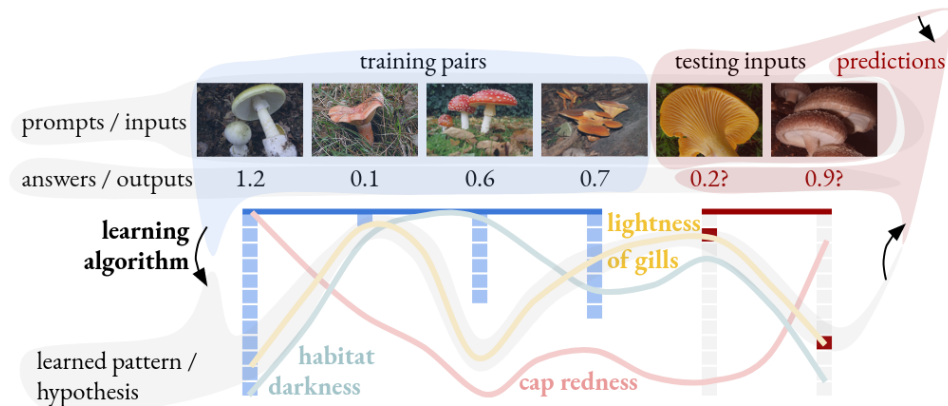 training pairs
testing inputs
predictions
prompts / inputs
answers / outputs
1.2
0.1
0.6
0.7
0.2?
0.9?
learning
algorithm
lightness
of gills
learned pattern /
hypothesis
habitat
darkness
cap redness